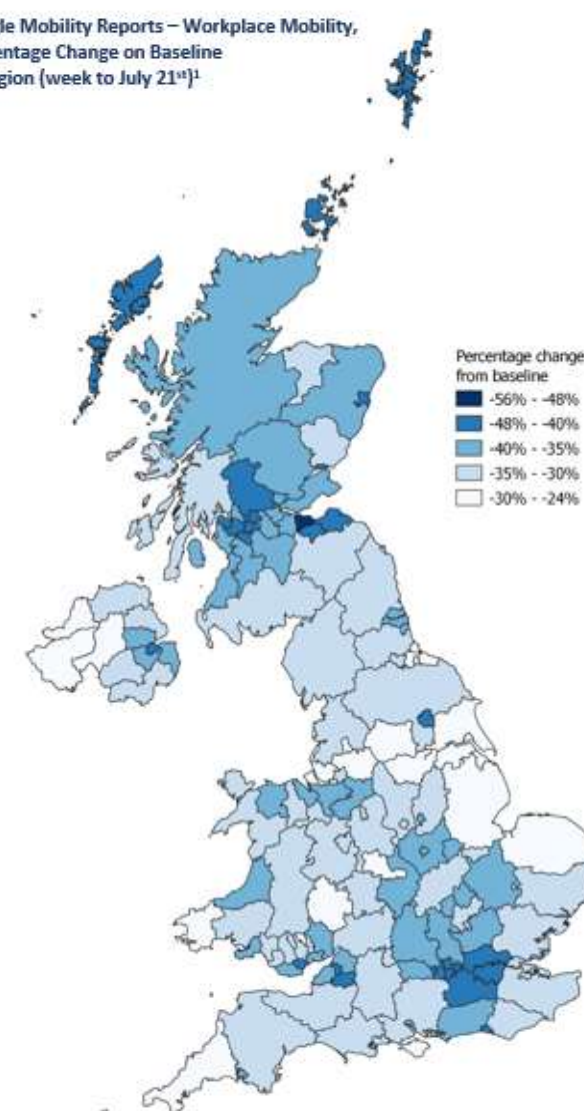 le Mobility Reports – Workplace Mobility,
entage Change on Baseline
gion (week to July 21st)¹
Percentage change
from baseline
-56% - -48%
-48% - -40%
-40% - -35%
-35% - -30%
-30% - -24%